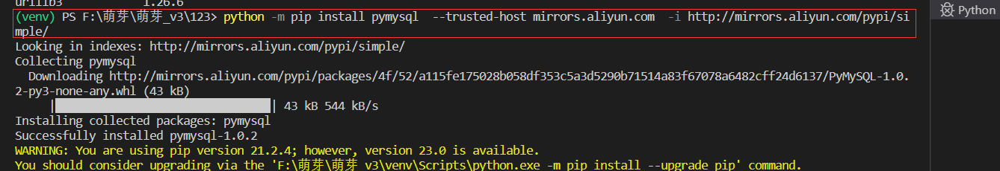 urllib3 1.26.6
(venv) PS F:\萌芽\萌芽_v3\123> python -m pip install pymysql --trusted-host mirrors.aliyun.com -i http://mirrors.aliyun.com/pypi/si
mple/
Python
Looking in indexes: http://mirrors.aliyun.com/pypi/simple/
Collecting pymysql
Downloading http://mirrors.aliyun.com/pypi/packages/4f/52/a115fe175028b058df353c5a3d5290b71514a83f67078a6482cff24d6137/PyMySQL-1.0.
2-py3-none-any.whl (43 kB)
| | 43 kB 544 kB/s
Installing collected packages: pymysql
Successfully installed pymysql-1.0.2
WARNING: You are using pip version 21.2.4; however, version 23.0 is available.
You should consider upgrading via the 'F:\萌芽\萌芽_v3\venv\Scripts\python.exe -m pip install --upgrade pip' command.